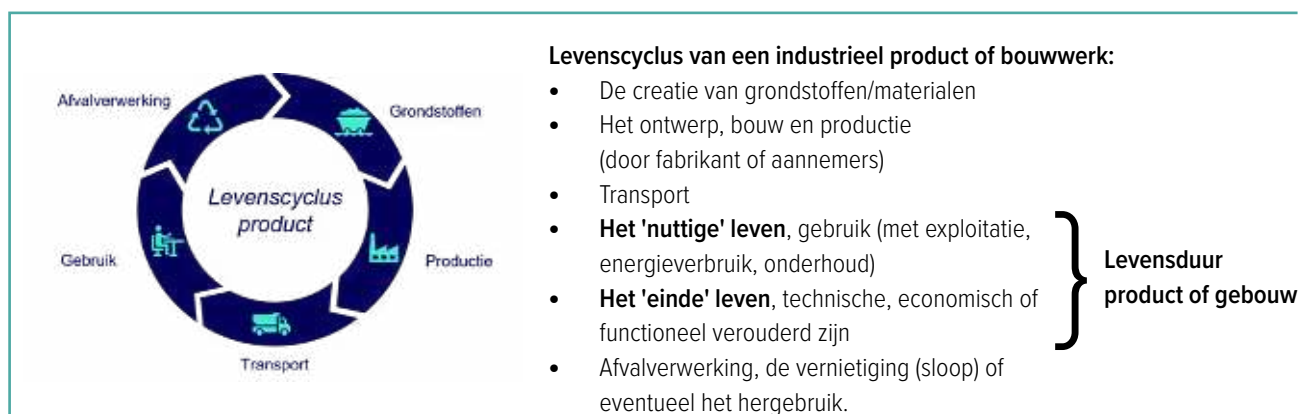 Afvalverwerking
Grondstoffen
Levenscyclus
product
Gebruik
Productie
Transport
Levenscyclus van een industrieel product of bouwwerk:
• De creatie van grondstoffen/materialen
• Het ontwerp, bouw en productie
(door fabrikant of aannemers)
• Transport
• Het 'nuttige' leven, gebruik (met exploitatie,
energieverbruik, onderhoud)
• Het 'einde' leven, technische, economisch of
functioneel verouderd zijn
• Afvalverwerking, de vernietiging (sloop) of
eventueel het hergebruik.
Levensduur
product of gebouw